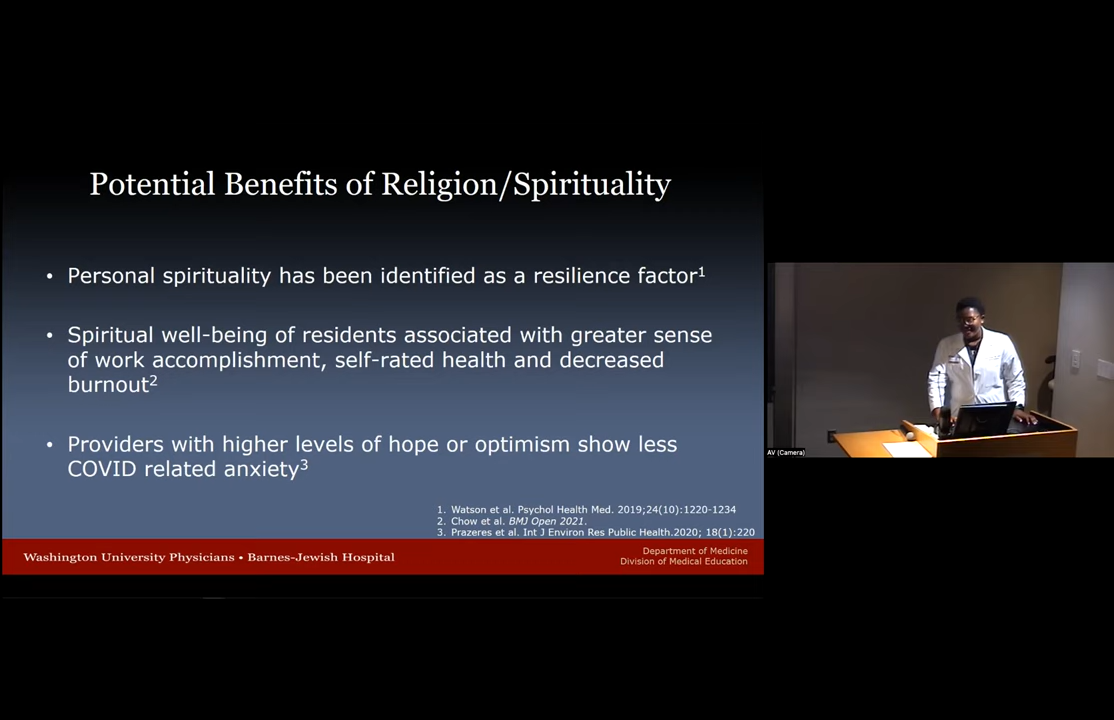 Potential Benefits of Religion/Spirituality
• Personal spirituality has been identified as a resilience factor¹
• Spiritual well-being of residents associated with greater sense
of work accomplishment, self-rated health and decreased
burnout²
• Providers with higher levels of hope or optimism show less
COVID related anxiety³
1. Watson et al. Psychol Health Med. 2019;24(10):1220-1234
2. Chow et al. BMJ Open 2021.
3. Prazeres et al. Int J Environ Res Public Health.2020; 18(1):220
Washington University Physicians • Barnes-Jewish Hospital
Department of Medicine
Division of Medical Education
AV (Camera)